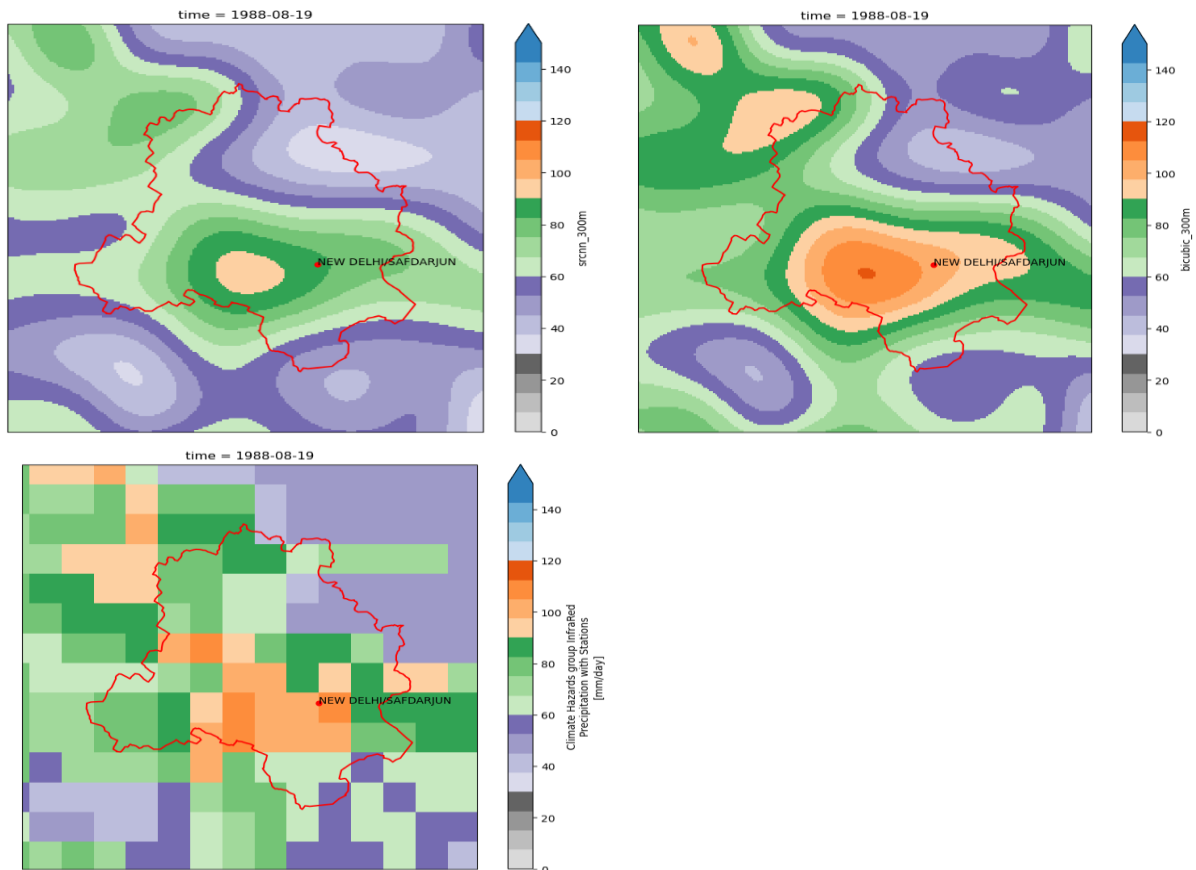 time = 1988-08-19
NEW DELHI/SAFDARJUN
140
120
100
80
60
40
20
0
srcnn_300m
time = 1988-08-19
NEW DELHI/SAFDARJUN
140
120
100
80
60
40
20
0
bicubic_300m
time = 1988-08-19
NEW DELHI/SAFDARJUN
140
120
100
80
60
40
20
0
Climate Hazards group InfraRed
Precipitation with Stations
[mm/day]